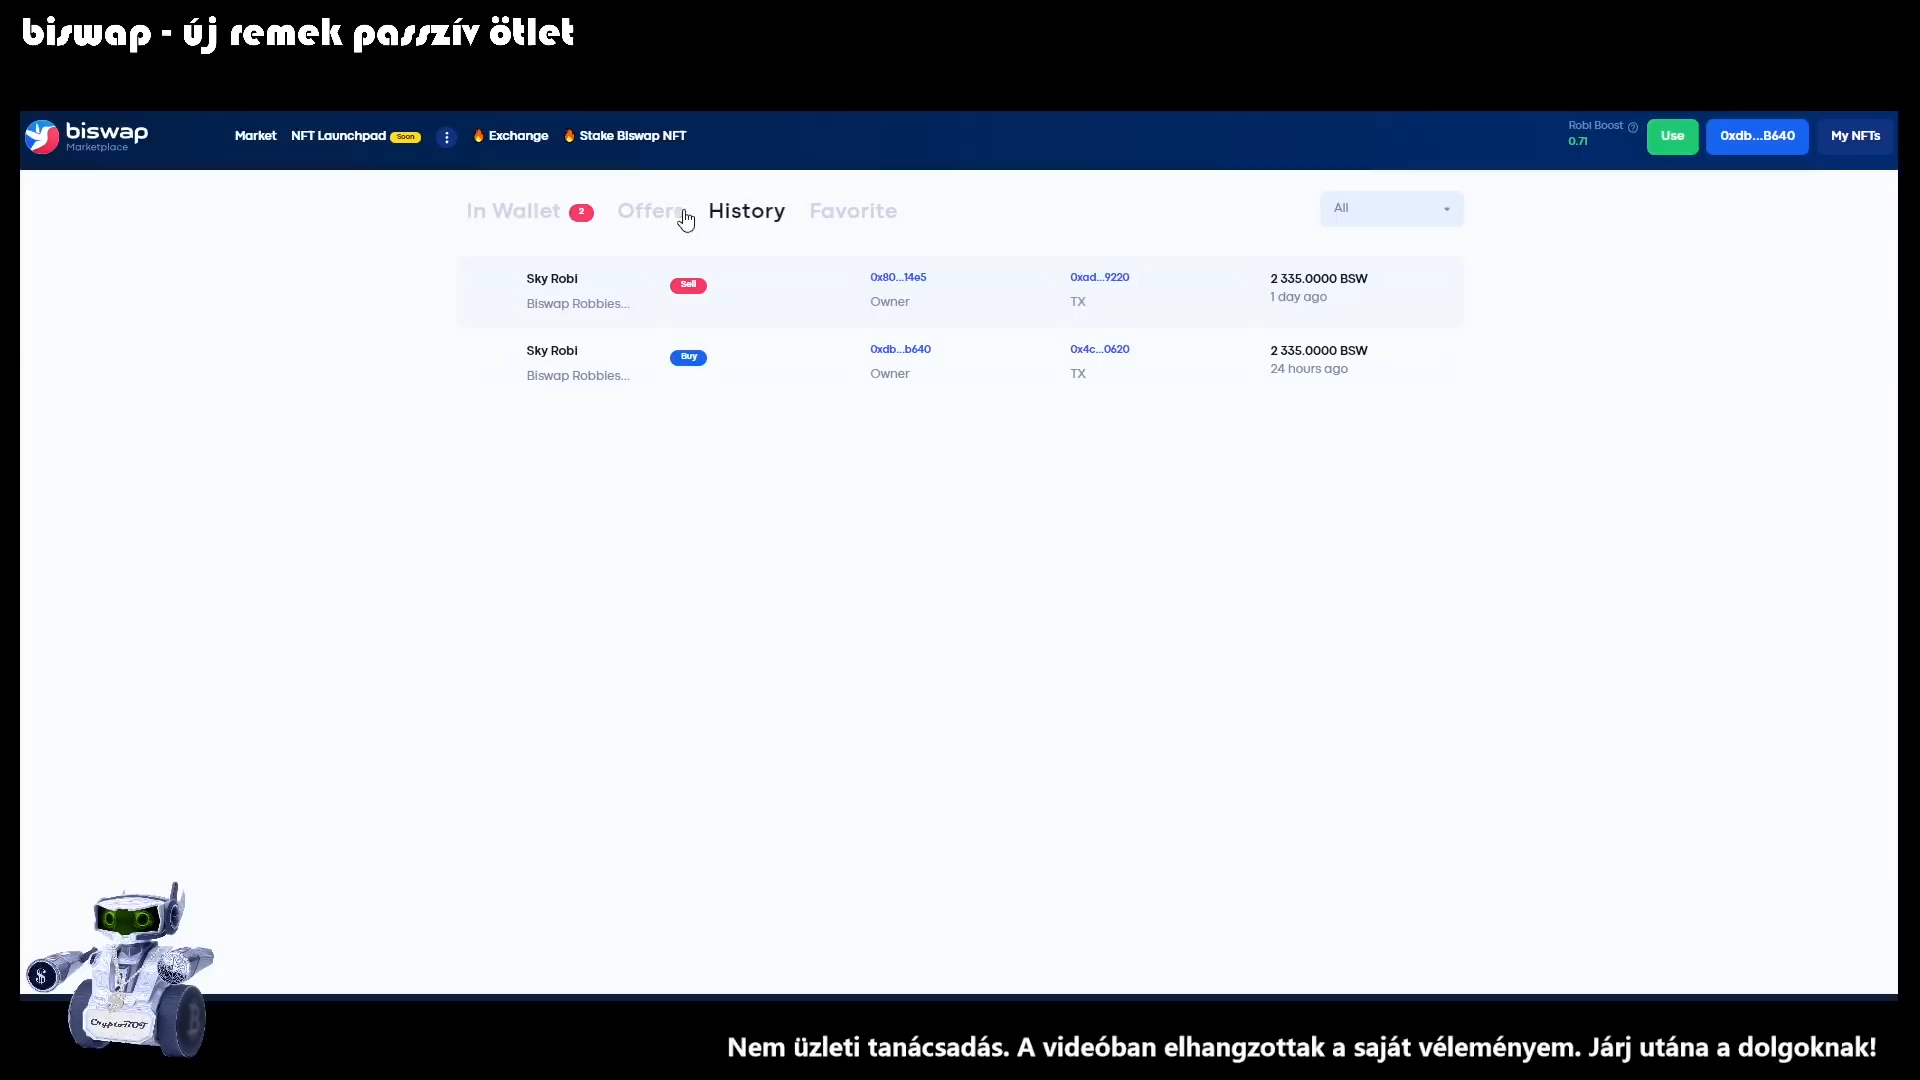 biswap - új remek passzív ötlet
biswap
Marketplace
Market
NFT Launchpad Soon
Exchange
Stake Biswap NFT
Robi Boost
0.71
Use
0xdb...B640
My NFTs
In Wallet 2
Offers
History
Favorite
All
Sky Robi
Biswap Robbies...
Sell
0x80...14e5
Owner
0xad...9220
TX
2 335.0000 BSW
1 day ago
Sky Robi
Biswap Robbies...
Buy
0xdb...b640
Owner
0x4c...0620
TX
2 335.0000 BSW
24 hours ago
$
CryptoBOT
Nem üzleti tanácsadás. A videóban elhangzottak a saját véleményem. Járj utána a dolgoknak!